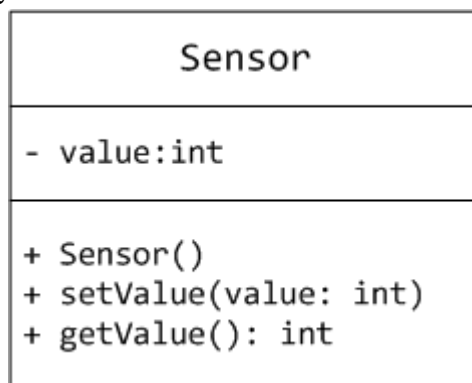 Sensor
- value:int
+ Sensor()
+ setValue(value: int)
+ getValue(): int